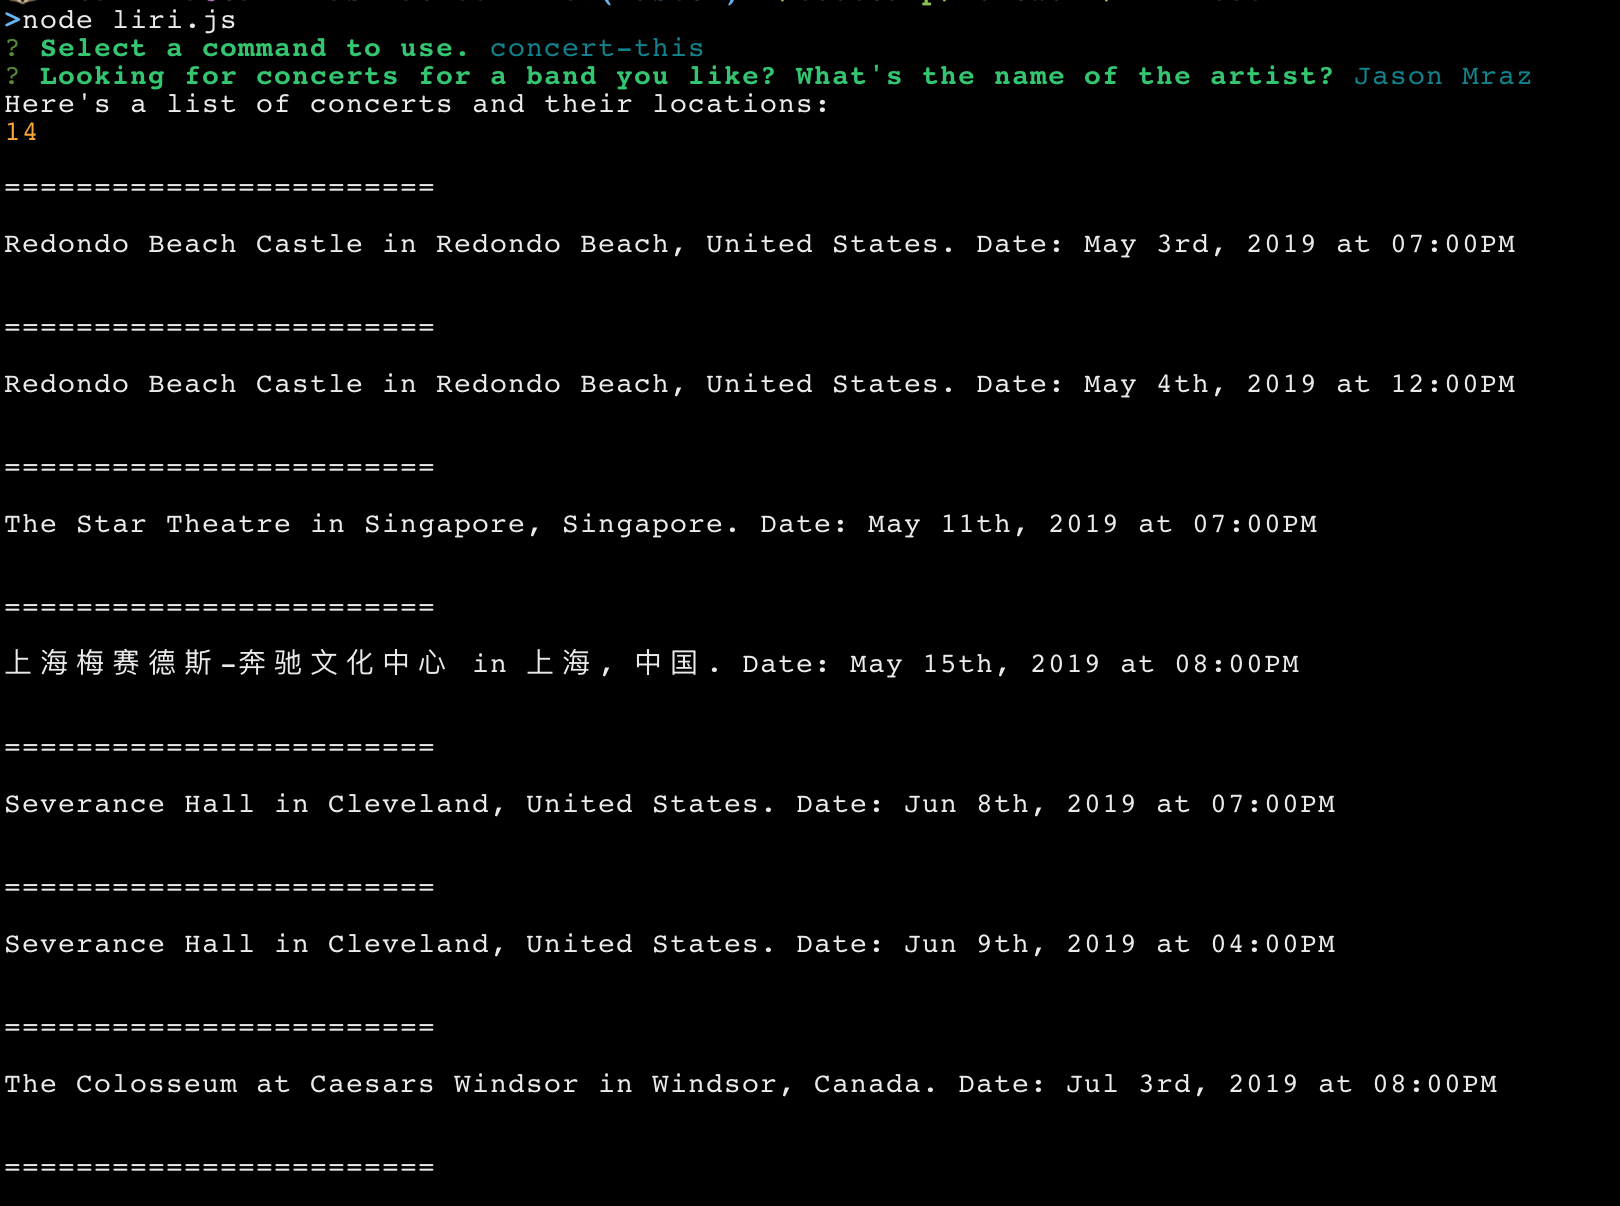 >node liri.js
? Select a command to use. concert-this
? Looking for concerts for a band you like? What's the name of the artist? Jason Mraz
Here's a list of concerts and their locations:
14
========================
Redondo Beach Castle in Redondo Beach, United States. Date: May 3rd, 2019 at 07:00PM
========================
Redondo Beach Castle in Redondo Beach, United States. Date: May 4th, 2019 at 12:00PM
========================
The Star Theatre in Singapore, Singapore. Date: May 11th, 2019 at 07:00PM
========================
上海梅赛德斯-奔驰文化中心 in 上海, 中国. Date: May 15th, 2019 at 08:00PM
========================
Severance Hall in Cleveland, United States. Date: Jun 8th, 2019 at 07:00PM
========================
Severance Hall in Cleveland, United States. Date: Jun 9th, 2019 at 04:00PM
========================
The Colosseum at Caesars Windsor in Windsor, Canada. Date: Jul 3rd, 2019 at 08:00PM
========================